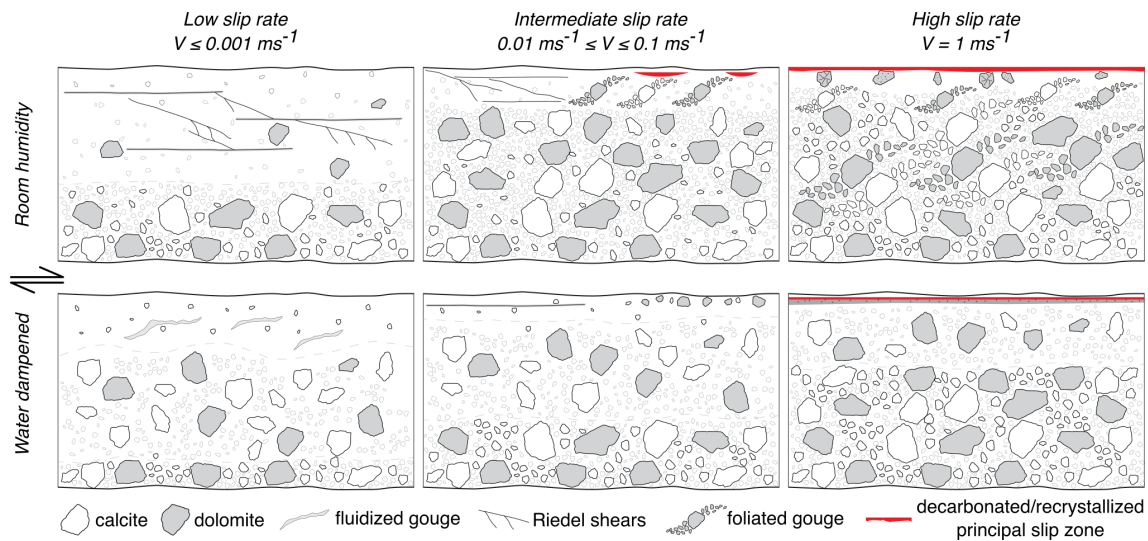 Low slip rate
V ≤ 0.001 ms-1
Intermediate slip rate
0.01 ms-1 ≤ V ≤ 0.1 ms-1
High slip rate
V = 1 ms-1
Room humidity
Water dampened
calcite
dolomite
fluidized gouge
Riedel shears
foliated gouge
decarbonated/recrystallized
principal slip zone